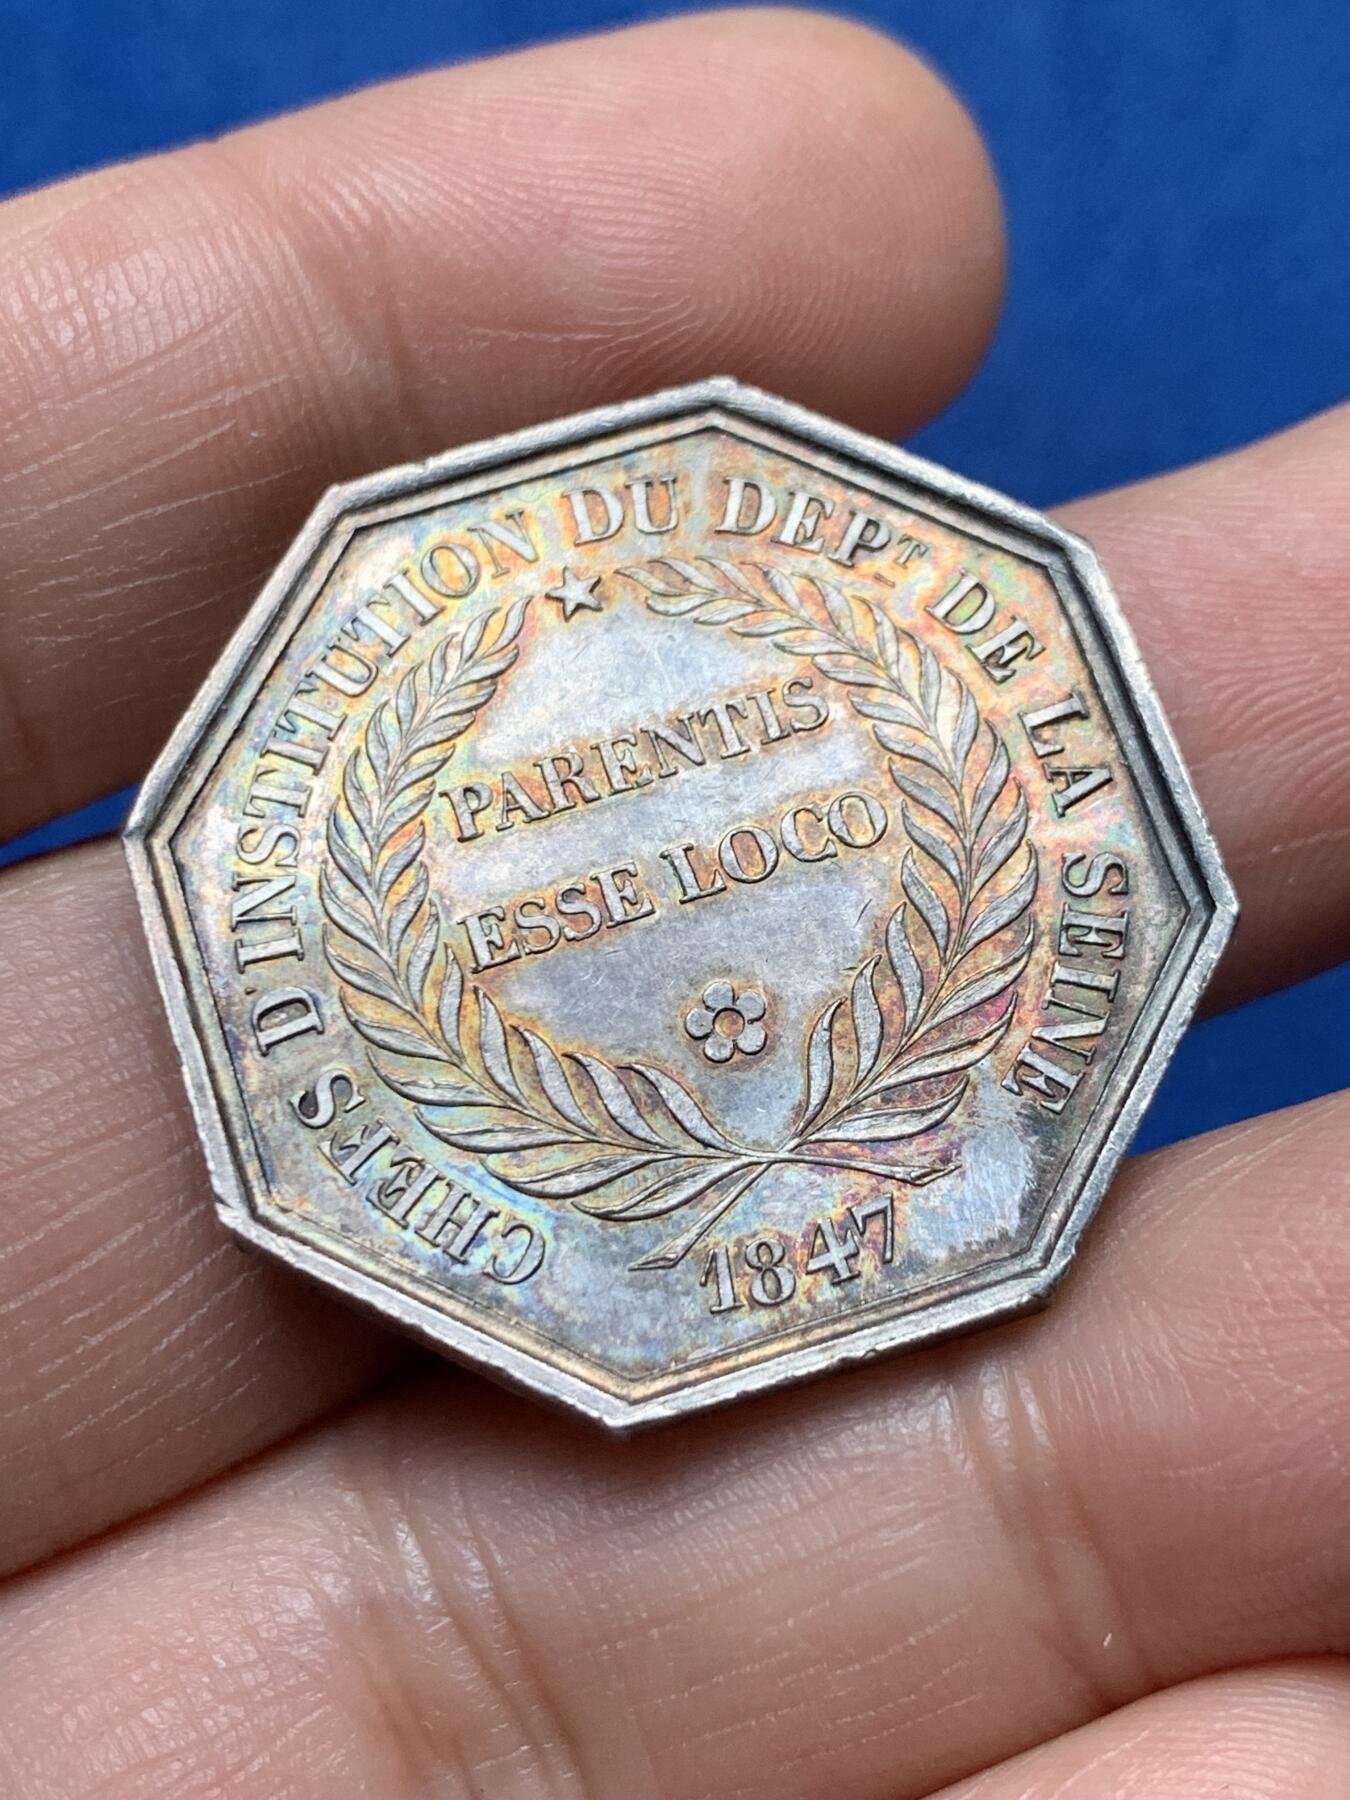 CHEFS D'INSTITUTION DU DEPT DE LA SEINE
PARENTIS
ESSE LOCO
1847